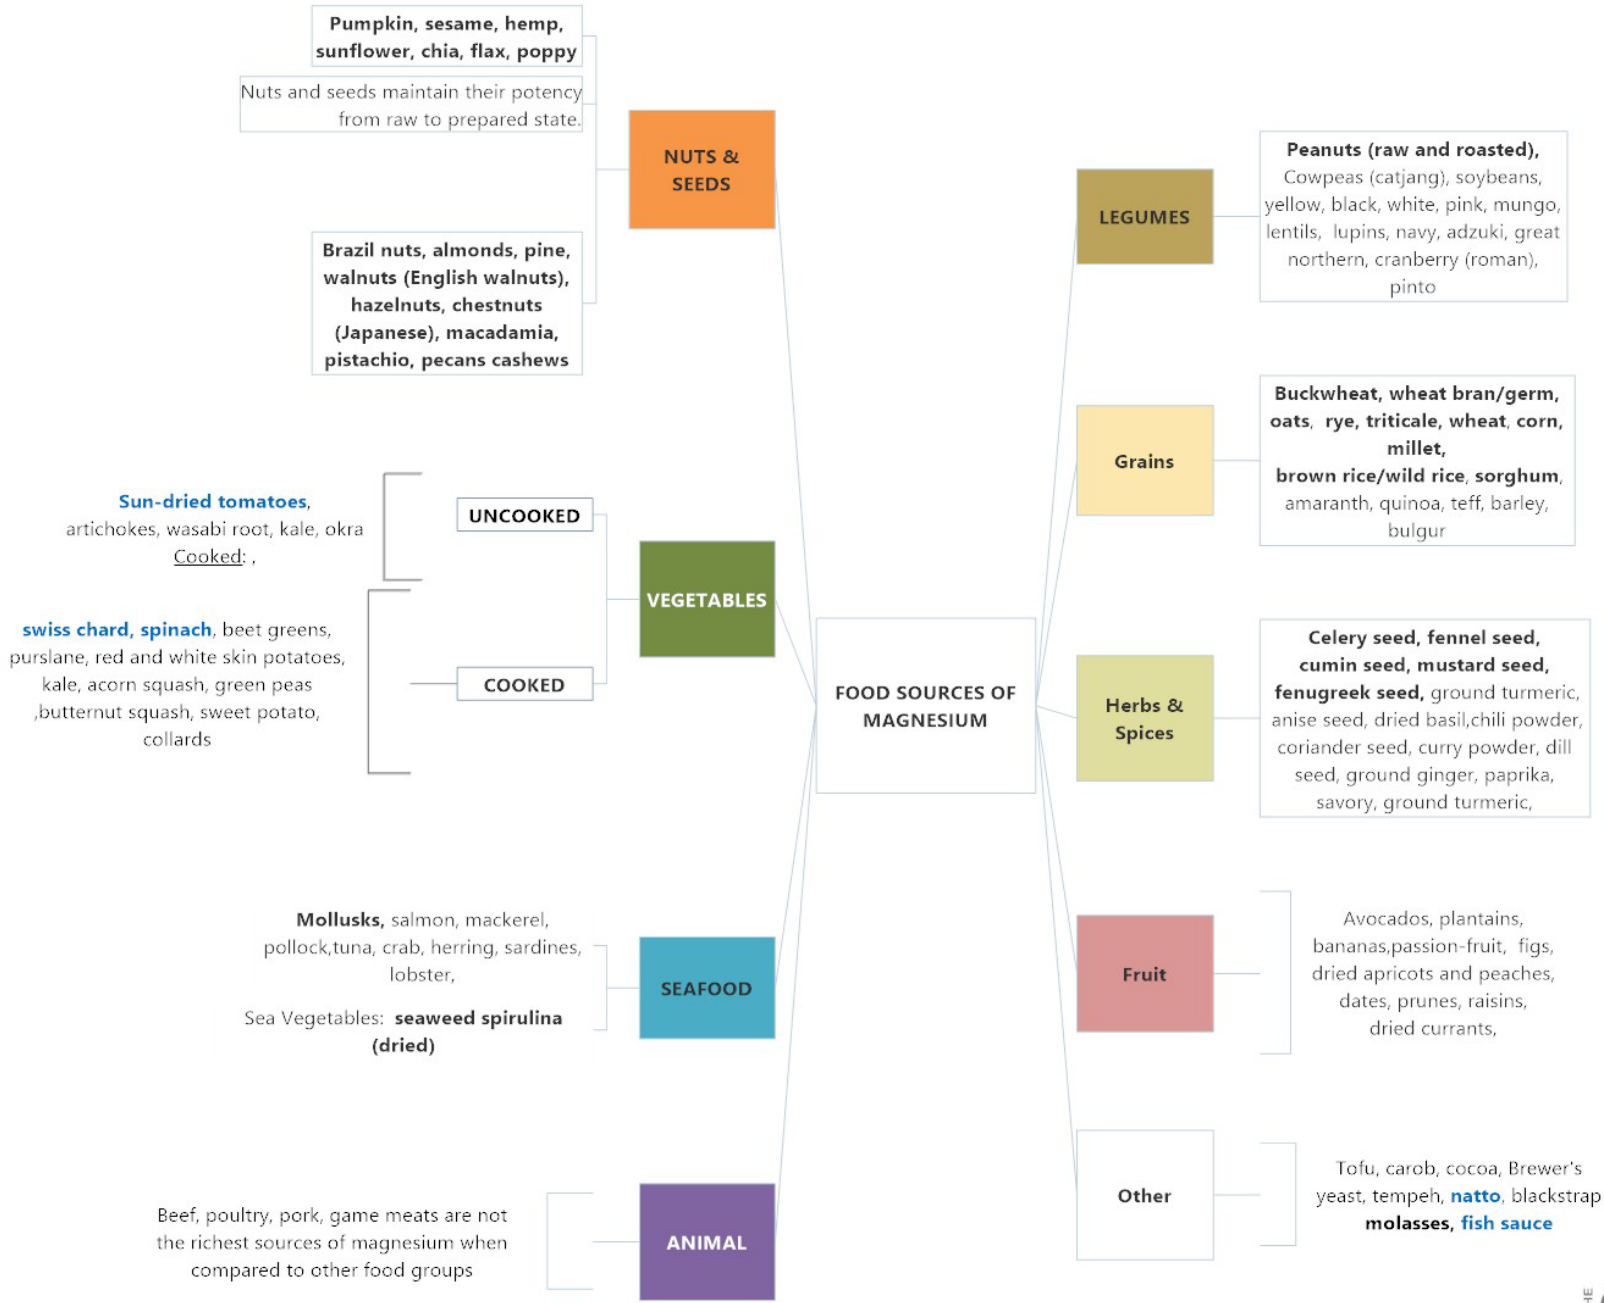 Pumpkin, sesame, hemp,
sunflower, chia, flax, poppy
Nuts and seeds maintain their potency
from raw to prepared state.
NUTS &
SEEDS
Brazil nuts, almonds, pine,
walnuts (English walnuts),
hazelnuts, chestnuts
(Japanese), macadamia,
pistachio, pecans cashews
Sun-dried tomatoes,
artichokes, wasabi root, kale, okra
Cooked: ,
UNCOOKED
VEGETABLES
swiss chard, spinach, beet greens,
purslane, red and white skin potatoes,
kale, acorn squash, green peas
,butternut squash, sweet potato,
collards
COOKED
Mollusks, salmon, mackerel,
pollock,tuna, crab, herring, sardines,
lobster,
Sea Vegetables: seaweed spirulina
(dried)
SEAFOOD
Beef, poultry, pork, game meats are not
the richest sources of magnesium when
compared to other food groups
ANIMAL
FOOD SOURCES OF
MAGNESIUM
LEGUMES
Peanuts (raw and roasted),
Cowpeas (catjang), soybeans,
yellow, black, white, pink, mungo,
lentils, lupins, navy, adzuki, great
northern, cranberry (roman),
pinto
Grains
Buckwheat, wheat bran/germ,
oats, rye, triticale, wheat, corn,
millet,
brown rice/wild rice, sorghum,
amaranth, quinoa, teff, barley,
bulgur
Herbs &
Spices
Celery seed, fennel seed,
cumin seed, mustard seed,
fenugreek seed, ground turmeric,
anise seed, dried basil,chili powder,
coriander seed, curry powder, dill
seed, ground ginger, paprika,
savory, ground turmeric,
Fruit
Avocados, plantains,
bananas,passion-fruit, figs,
dried apricots and peaches,
dates, prunes, raisins,
dried currants,
Other
Tofu, carob, cocoa, Brewer's
yeast, tempeh, natto, blackstrap
molasses, fish sauce